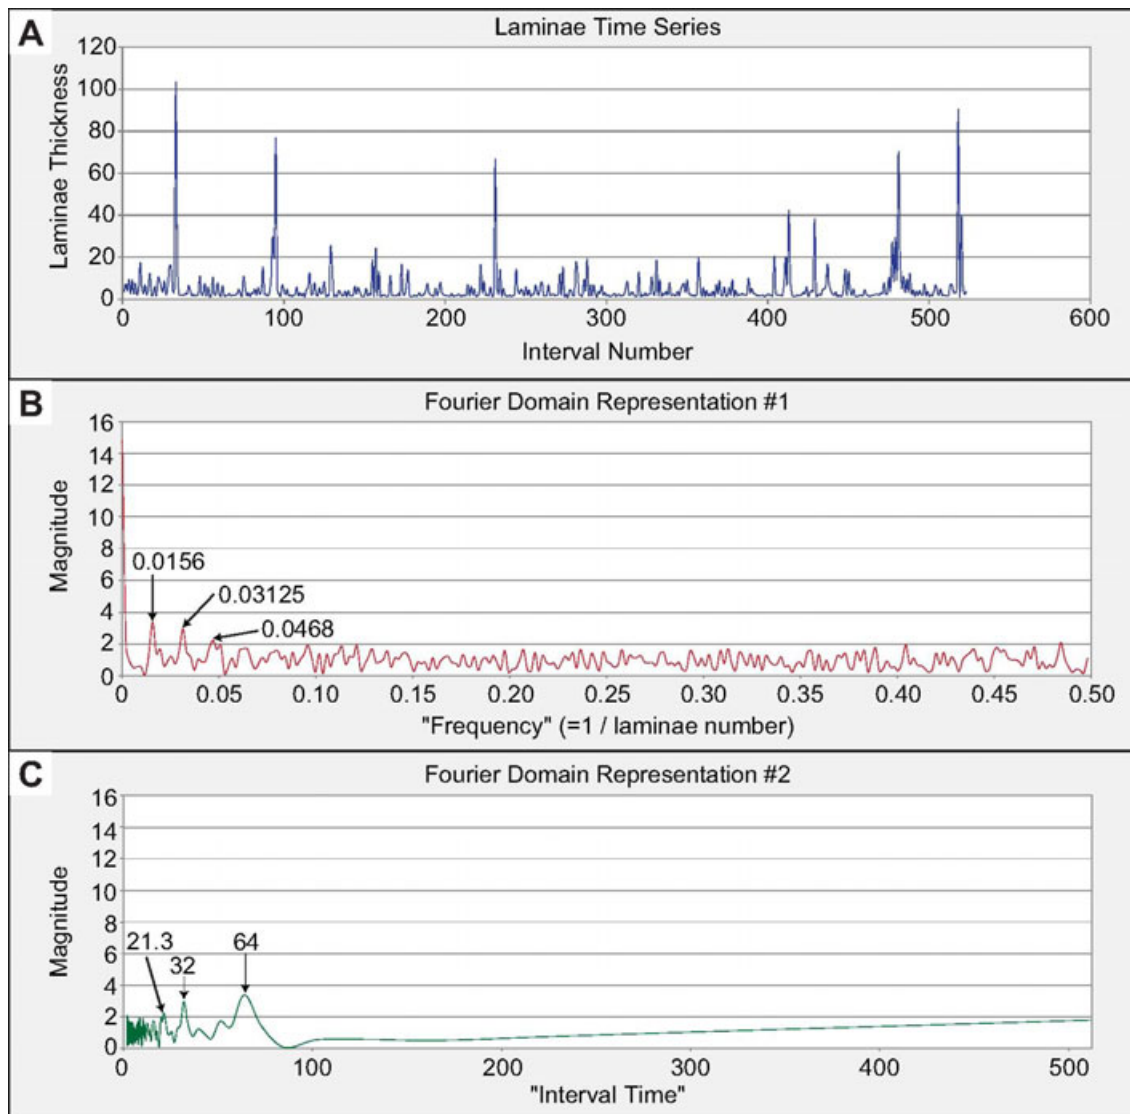 A
Laminae Time Series
120
100
80
60
40
20
0
Laminae Thickness
0 100 200 300 400 500 600
Interval Number
B
Fourier Domain Representation #1
16
14
12
10
8
6
4
2
0
Magnitude
0.0156
0.03125
0.0468
0 0.05 0.10 0.15 0.20 0.25 0.30 0.35 0.40 0.45 0.50
"Frequency" (=1 / laminae number)
C
Fourier Domain Representation #2
16
14
12
10
8
6
4
2
0
Magnitude
21.3
32
64
0 100 200 300 400 500
"Interval Time"